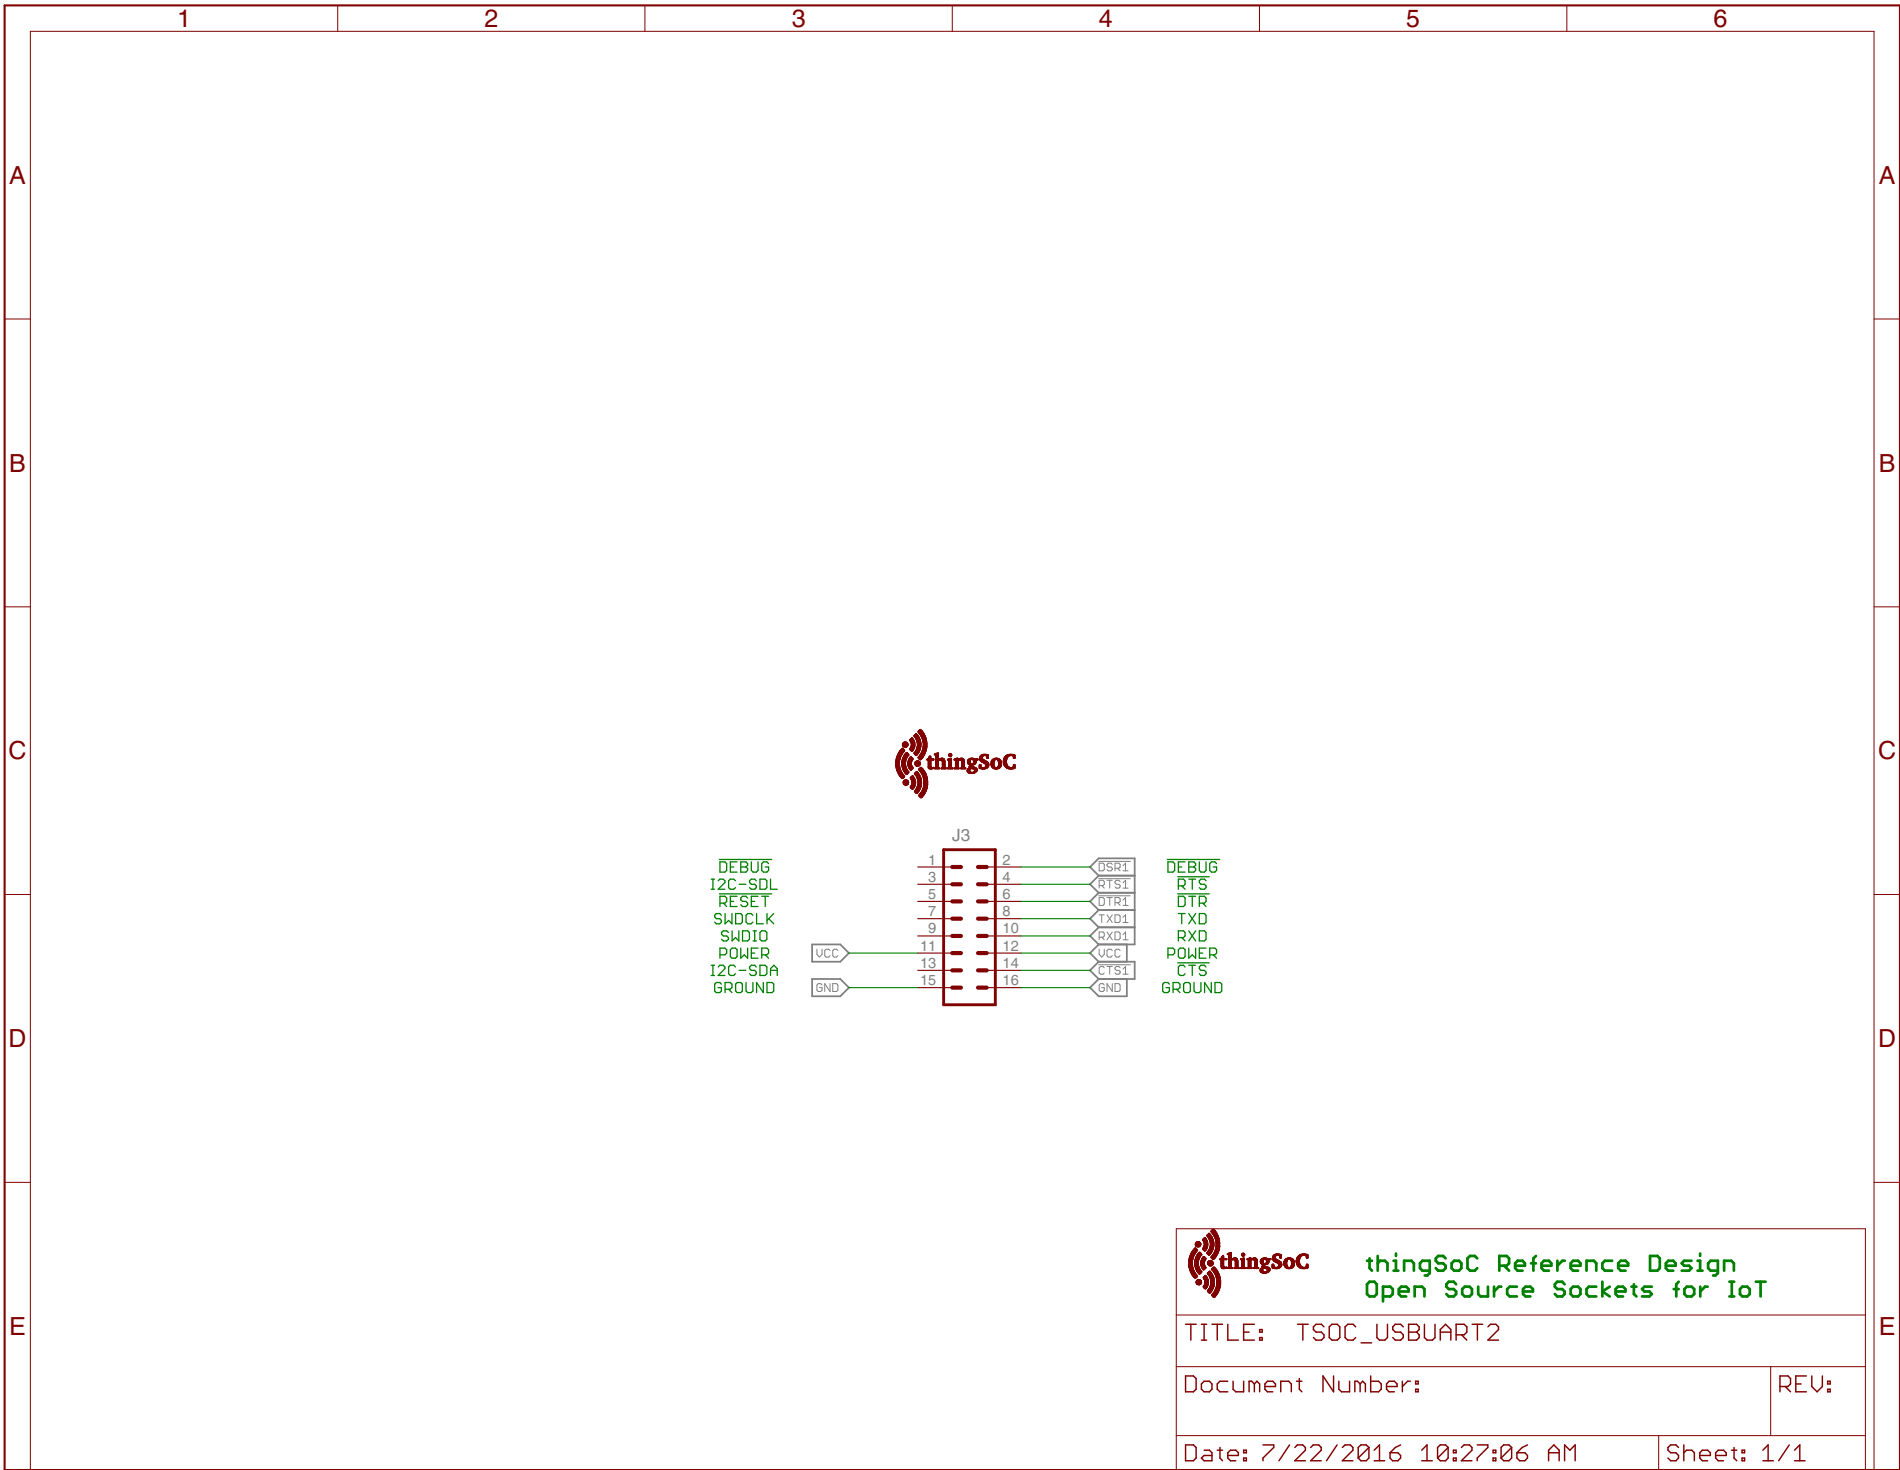 1 2 3 4 5 6
A A
B B
C C
thingSoC
J3
DEBUG 1 2 DSR1 DEBUG
I2C-SDL 3 4 RTS1 RTS
RESET 5 6 DTR1 DTR
SWDCLK 7 8 TXD1 TXD
SWDIO 9 10 RXD1 RXD
POWER VCC 11 12 VCC POWER
I2C-SDA 13 14 CTS1 CTS
GROUND GND 15 16 GND GROUND
D D
thingSoC
thingSoC Reference Design
Open Source Sockets for IoT
E E
TITLE: TSOC_USBUART2
Document Number: REV:
Date: 7/22/2016 10:27:06 AM Sheet: 1/1